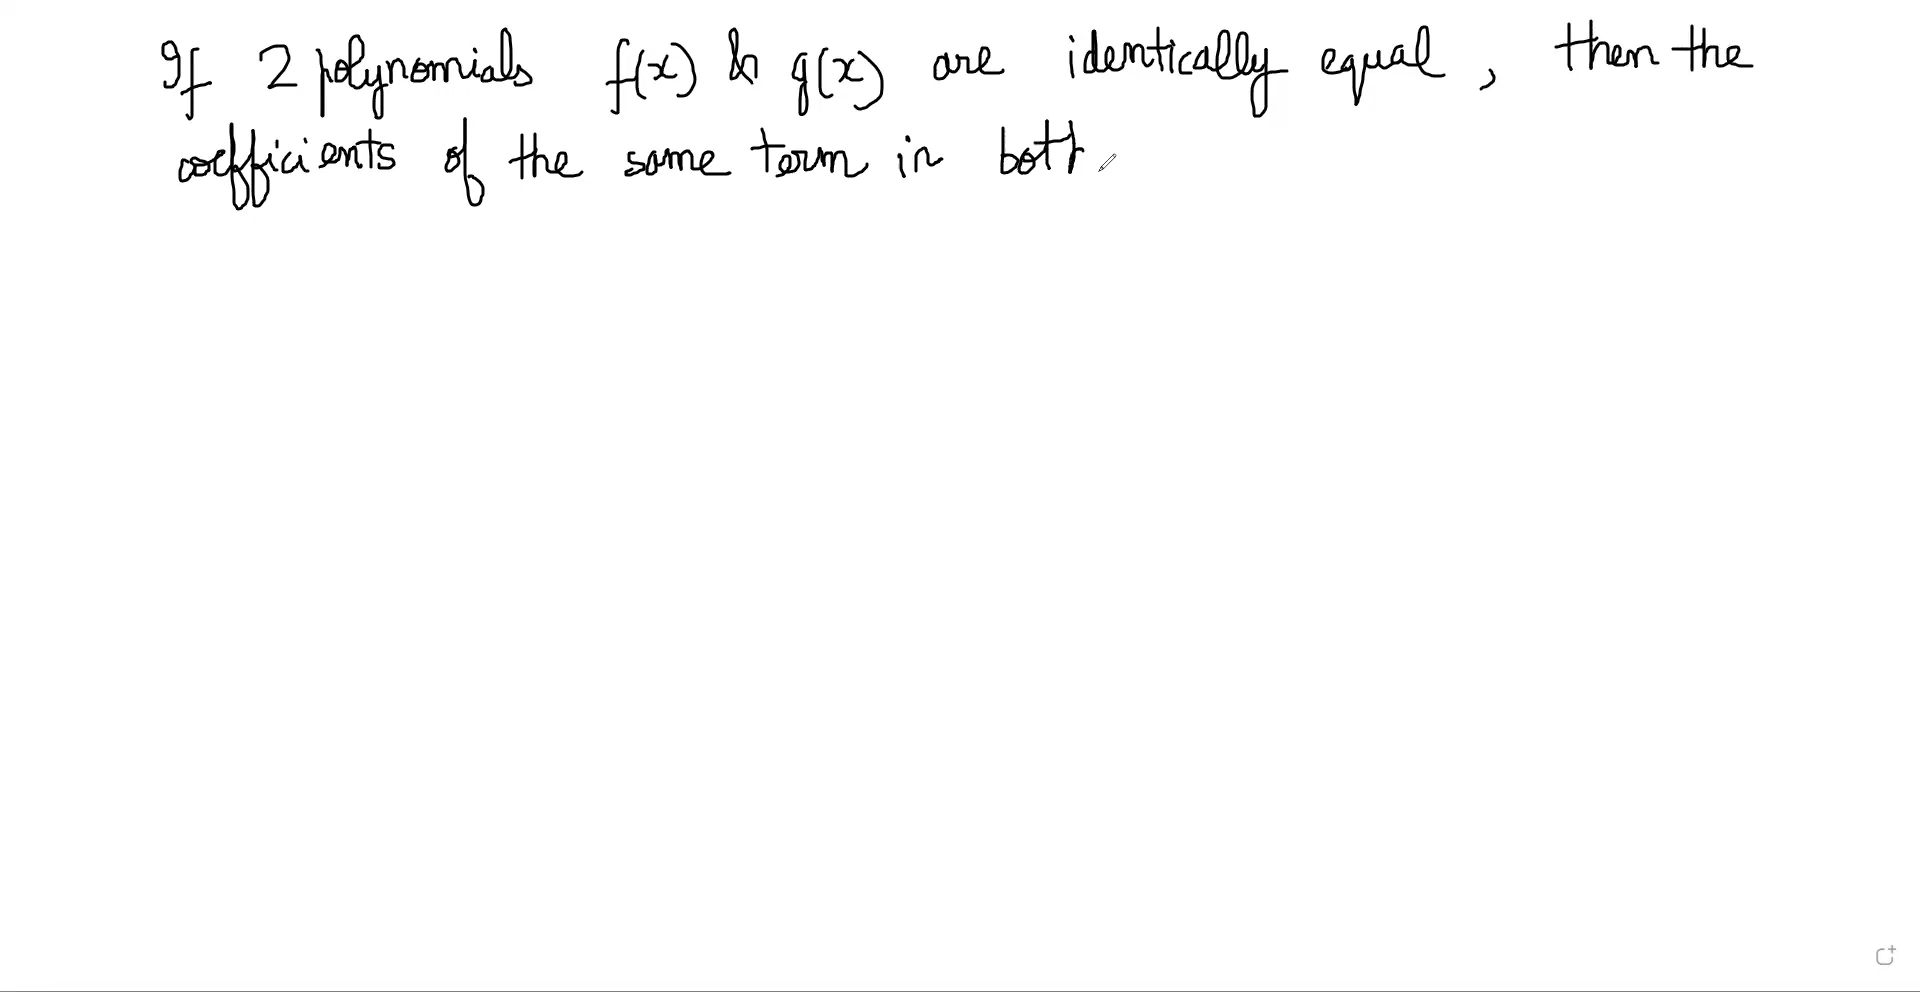 If 2 polynomials f(x) & g(x) are identically equal, then the
coefficients of the same term in both